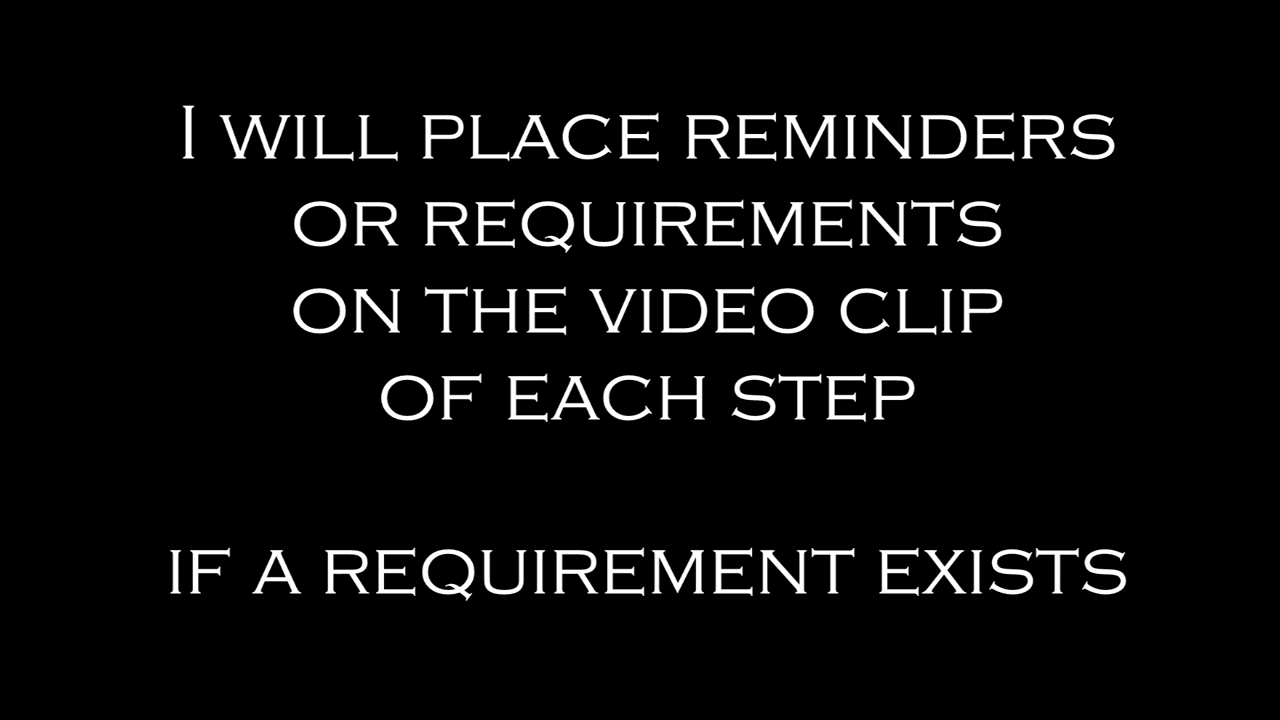 I WILL PLACE REMINDERS
OR REQUIREMENTS
ON THE VIDEO CLIP
OF EACH STEP
IF A REQUIREMENT EXISTS